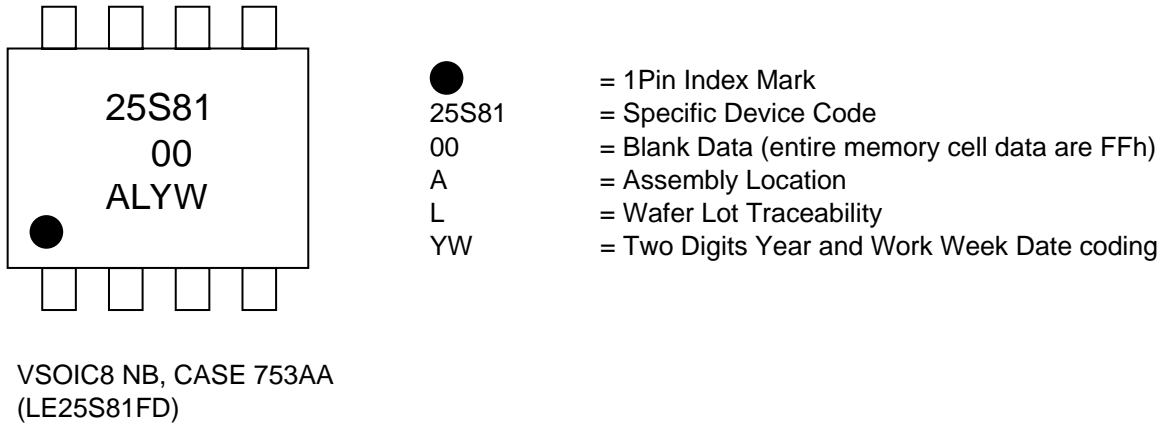 25S81
00
ALYW
= 1Pin Index Mark
25S81 = Specific Device Code
00 = Blank Data (entire memory cell data are FFh)
A = Assembly Location
L = Wafer Lot Traceability
YW = Two Digits Year and Work Week Date coding
VSOIC8 NB, CASE 753AA
(LE25S81FD)